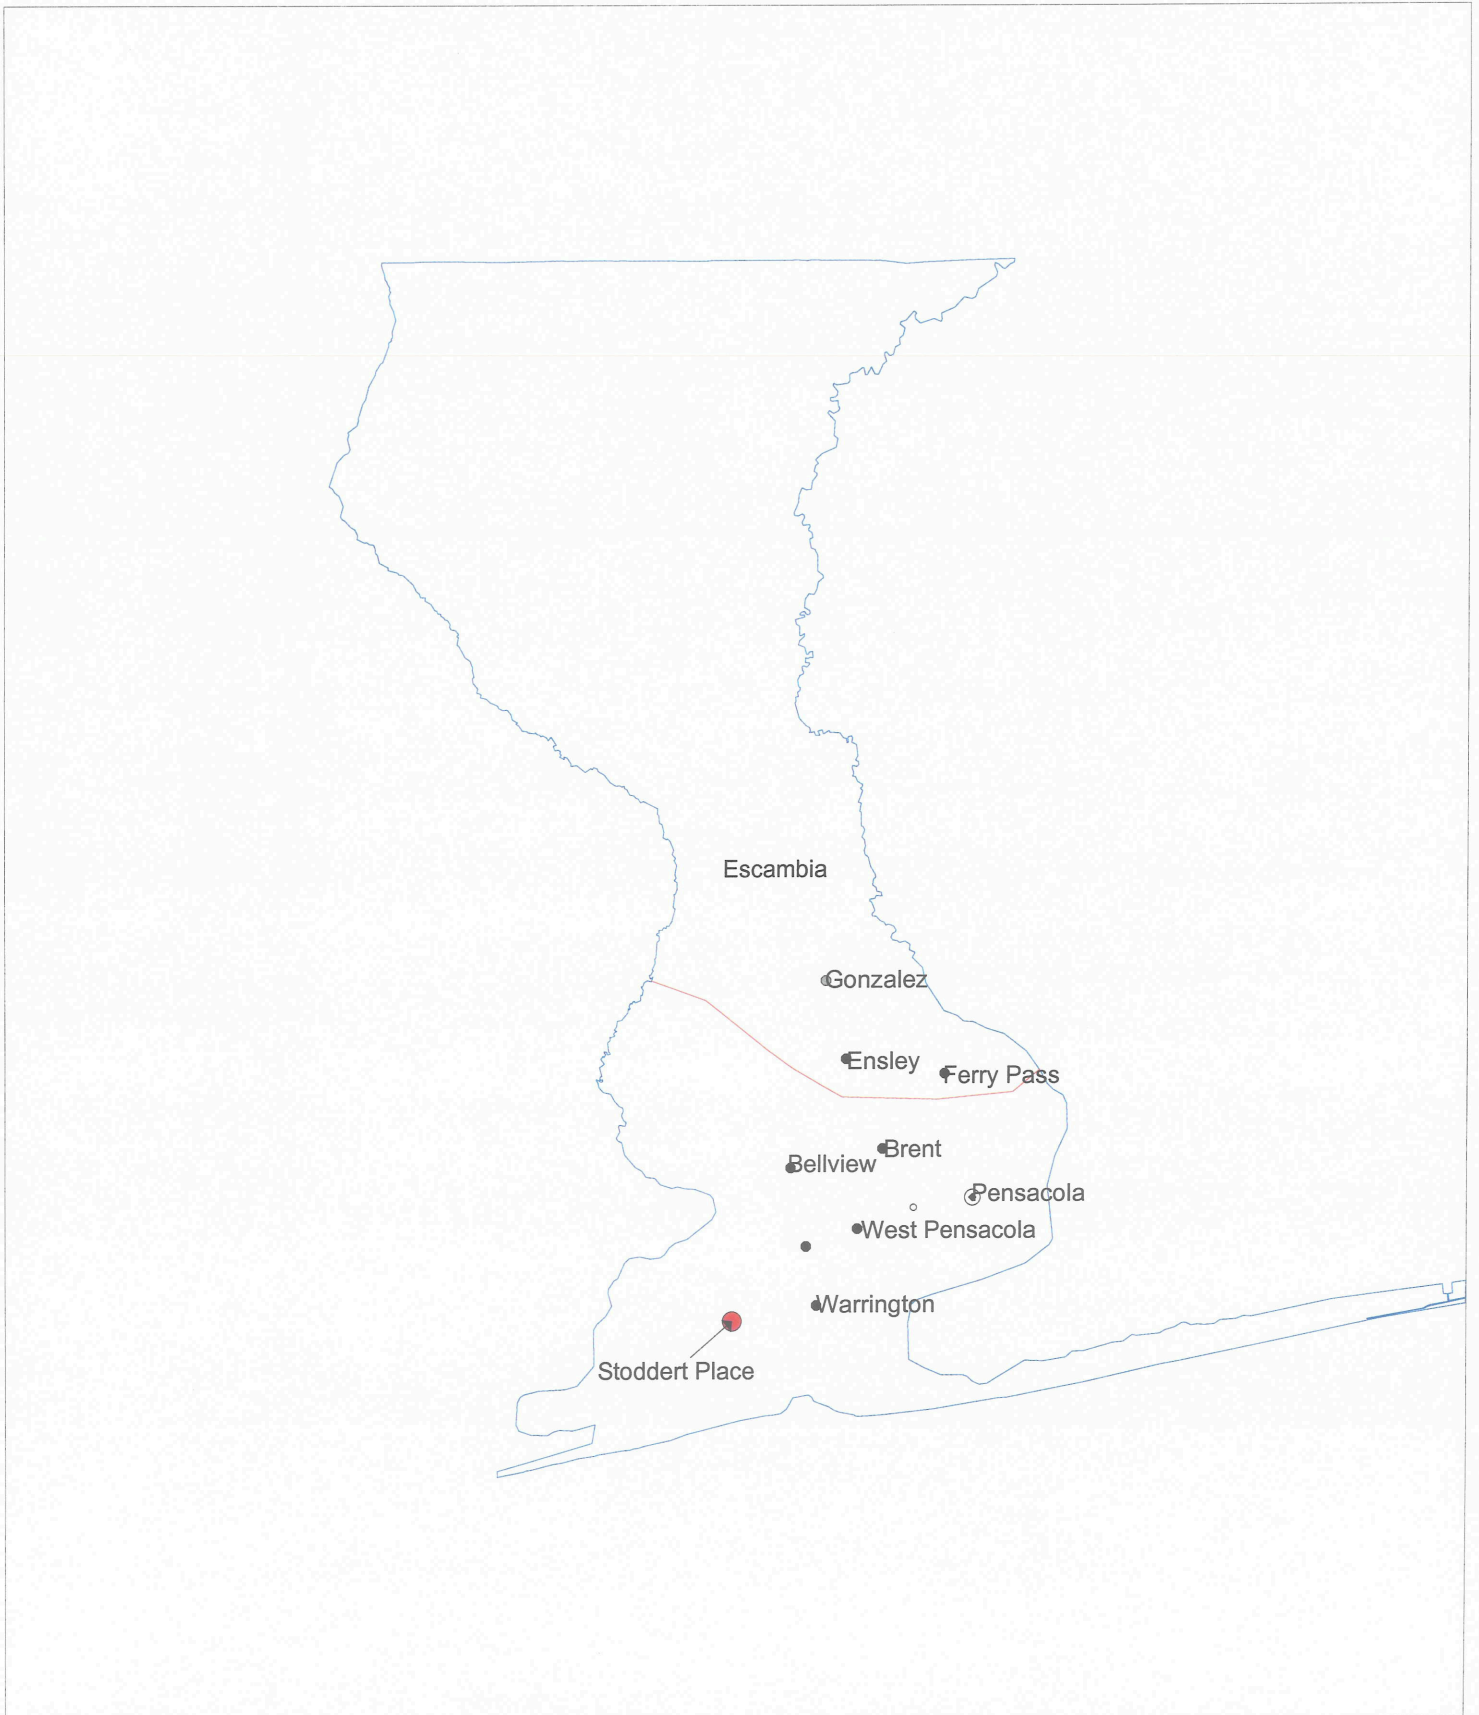 Escambia
Gonzalez
Ensley
Ferry Pass
Brent
Bellview
Pensacola
West Pensacola
Warrington
Stoddert Place